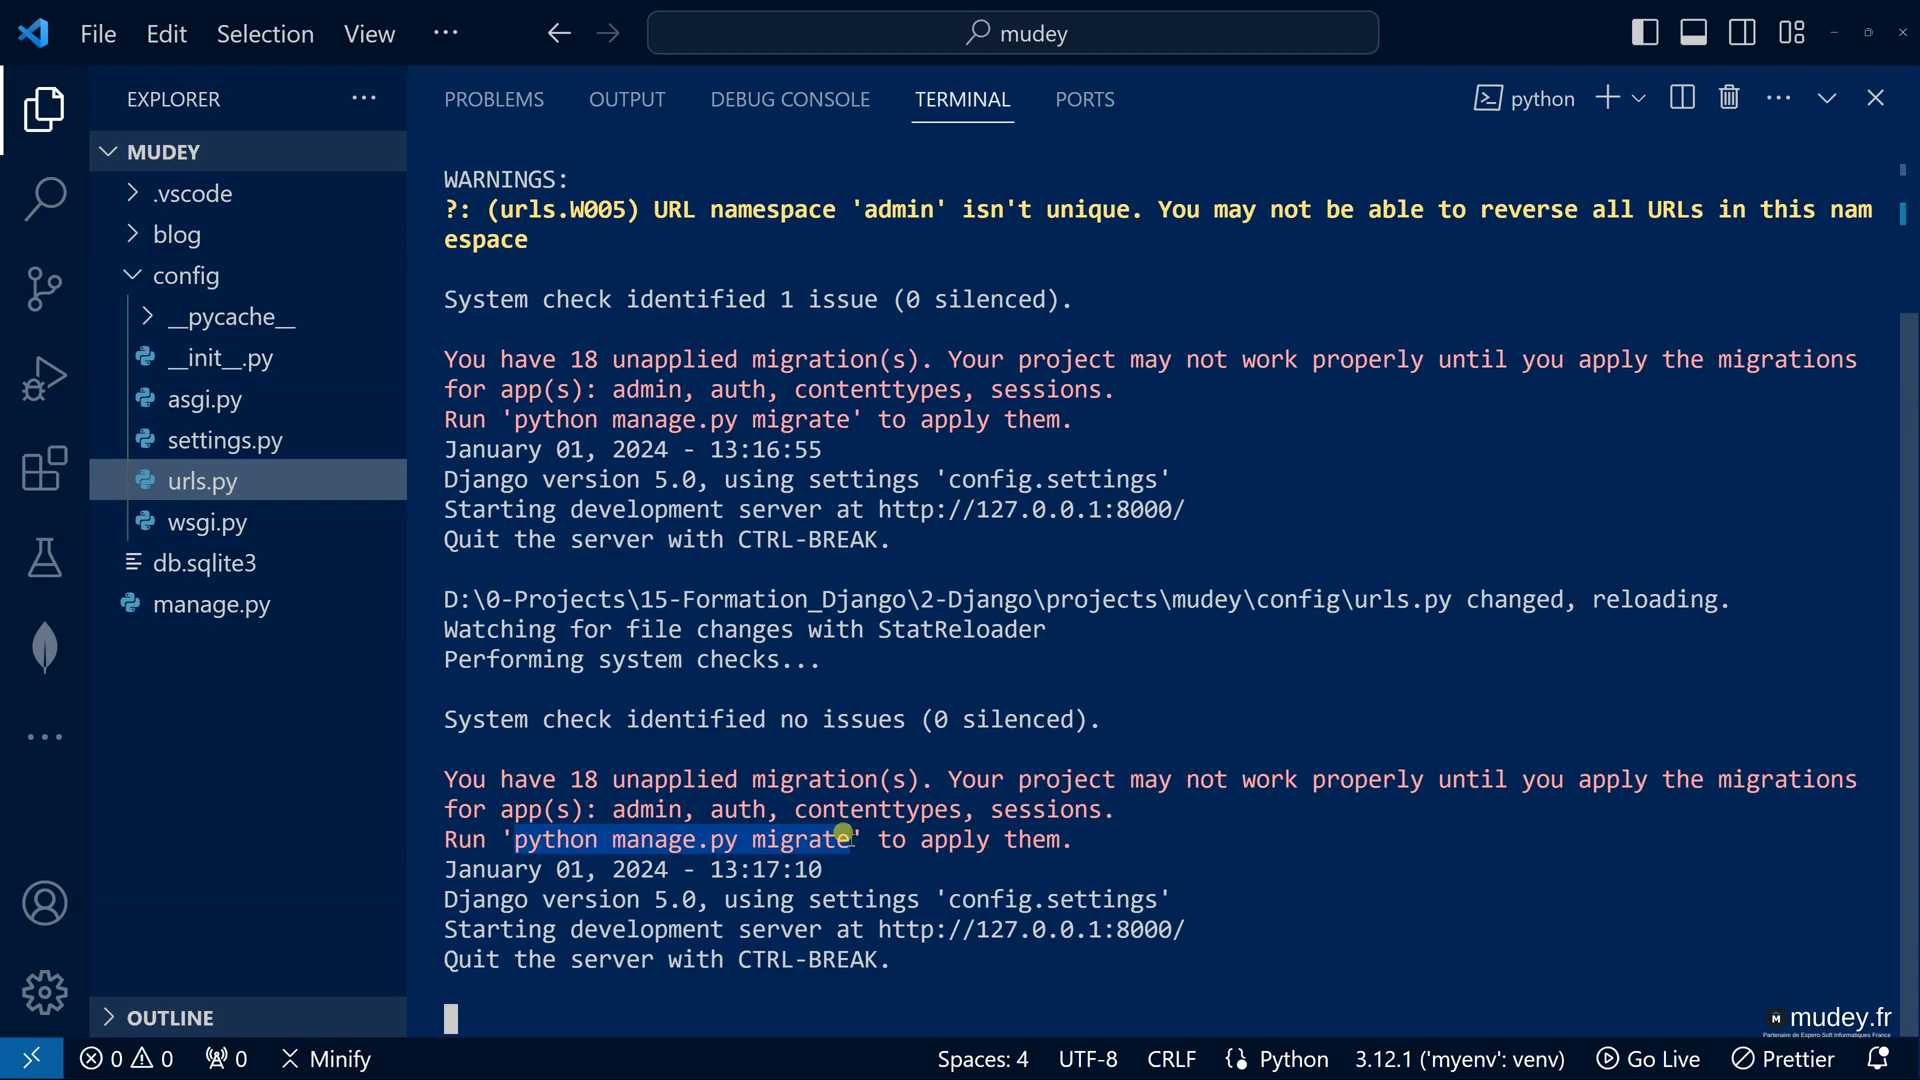 File Edit Selection View ... mudey
EXPLORER ...
MUDEY
.vscode
blog
config
__pycache__
__init__.py
asgi.py
settings.py
urls.py
wsgi.py
db.sqlite3
manage.py
OUTLINE
PROBLEMS OUTPUT DEBUG CONSOLE TERMINAL PORTS python
WARNINGS:
?: (urls.W005) URL namespace 'admin' isn't unique. You may not be able to reverse all URLs in this nam
espace
System check identified 1 issue (0 silenced).
You have 18 unapplied migration(s). Your project may not work properly until you apply the migrations
for app(s): admin, auth, contenttypes, sessions.
Run 'python manage.py migrate' to apply them.
January 01, 2024 - 13:16:55
Django version 5.0, using settings 'config.settings'
Starting development server at http://127.0.0.1:8000/
Quit the server with CTRL-BREAK.
D:\0-Projects\15-Formation_Django\2-Django\projects\mudey\config\urls.py changed, reloading.
Watching for file changes with StatReloader
Performing system checks...
System check identified no issues (0 silenced).
You have 18 unapplied migration(s). Your project may not work properly until you apply the migrations
for app(s): admin, auth, contenttypes, sessions.
Run 'python manage.py migrate' to apply them.
January 01, 2024 - 13:17:10
Django version 5.0, using settings 'config.settings'
Starting development server at http://127.0.0.1:8000/
Quit the server with CTRL-BREAK.
M mudey.fr
Partenaire de Espero-Soft Informatiques France
0 0 0 Minify Spaces: 4 UTF-8 CRLF Python 3.12.1 ('myenv': venv) Go Live Prettier